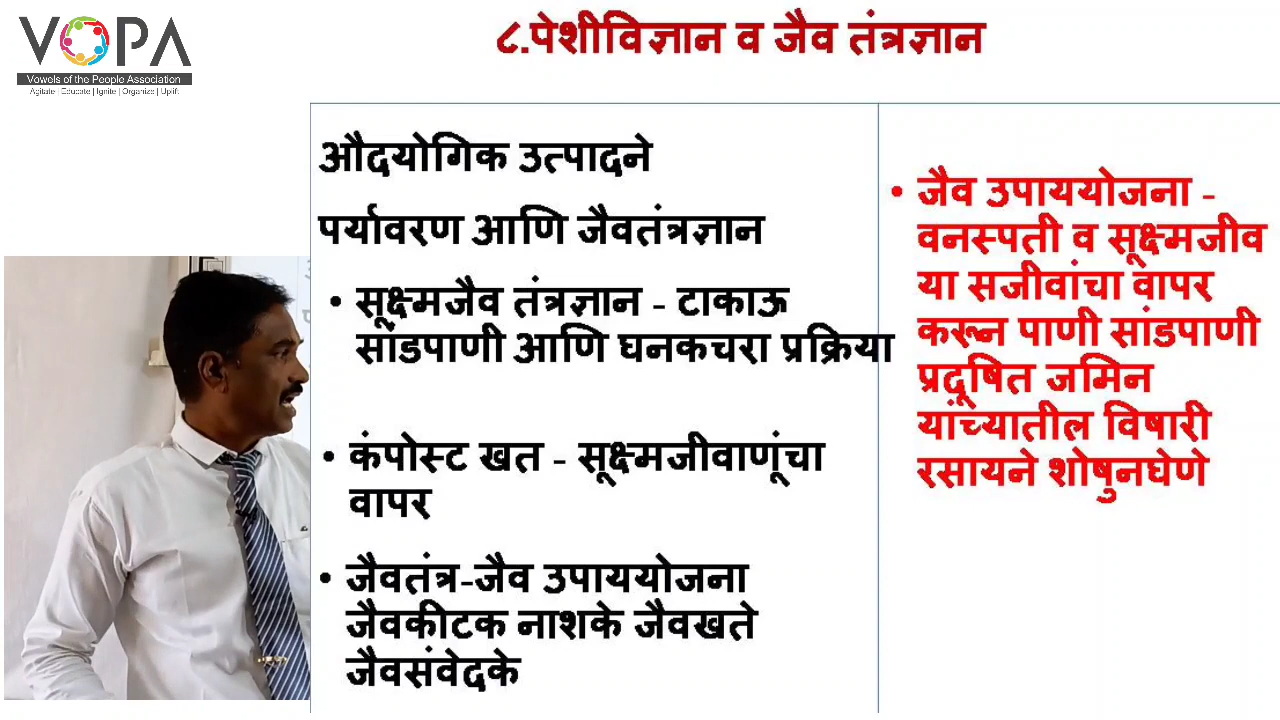 VOPA
Vowels of the People Association
Agitate | Educate | Ignite | Organize | Uplift
८.पेशीविज्ञान व जैव तंत्रज्ञान
औदयोगिक उत्पादने
पर्यावरण आणि जैवतंत्रज्ञान
• सूक्ष्मजैव तंत्रज्ञान - टाकाऊ
सांडपाणी आणि घनकचरा प्रक्रिया
• कंपोस्ट खत - सूक्ष्मजीवाणूंचा
वापर
• जैवतंत्र-जैव उपाययोजना
जैवकीटक नाशके जैवखते
जैवसंवेदके
• जैव उपाययोजना -
वनस्पती व सूक्ष्मजीव
या सजीवांचा वापर
करून पाणी सांडपाणी
प्रदूषित जमिन
यांच्यातील विषारी
रसायने शोषुनघेणे